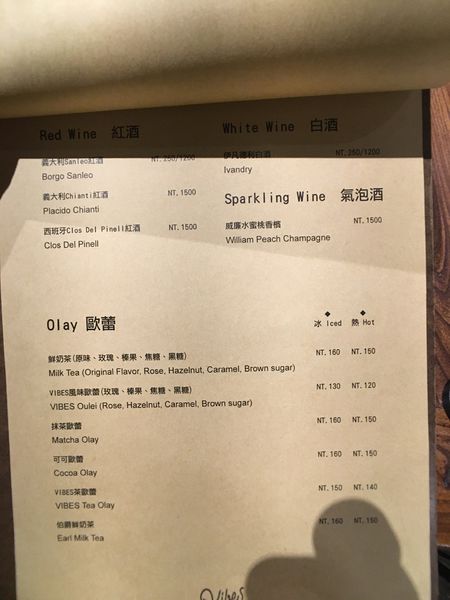 Red Wine 紅酒
義大利Sanleo紅酒 NT. 250/1200
Borgo Sanleo
義大利Chianti紅酒 NT. 1500
Placido Chianti
西班牙Clos Del Pinell紅酒 NT. 1500
Clos Del Pinell
White Wine 白酒
伊凡德利白酒 NT. 250/1200
Ivandry
Sparkling Wine 氣泡酒
威廉水蜜桃香檳 NT. 1500
William Peach Champagne
Olay 歐蕾 冰 Iced 熱 Hot
鮮奶茶(原味、玫瑰、榛果、焦糖、黑糖) NT. 160 NT. 150
Milk Tea (Original Flavor, Rose, Hazelnut, Caramel, Brown sugar)
VIBES風味歐蕾(玫瑰、榛果、焦糖、黑糖) NT. 130 NT. 120
VIBES Oulei (Rose, Hazelnut, Caramel, Brown sugar)
抹茶歐蕾 NT. 160 NT. 150
Matcha Olay
可可歐蕾 NT. 160 NT. 150
Cocoa Olay
VIBES茶歐蕾 NT. 150 NT. 140
VIBES Tea Olay
伯爵鮮奶茶 NT. 160 NT. 150
Earl Milk Tea